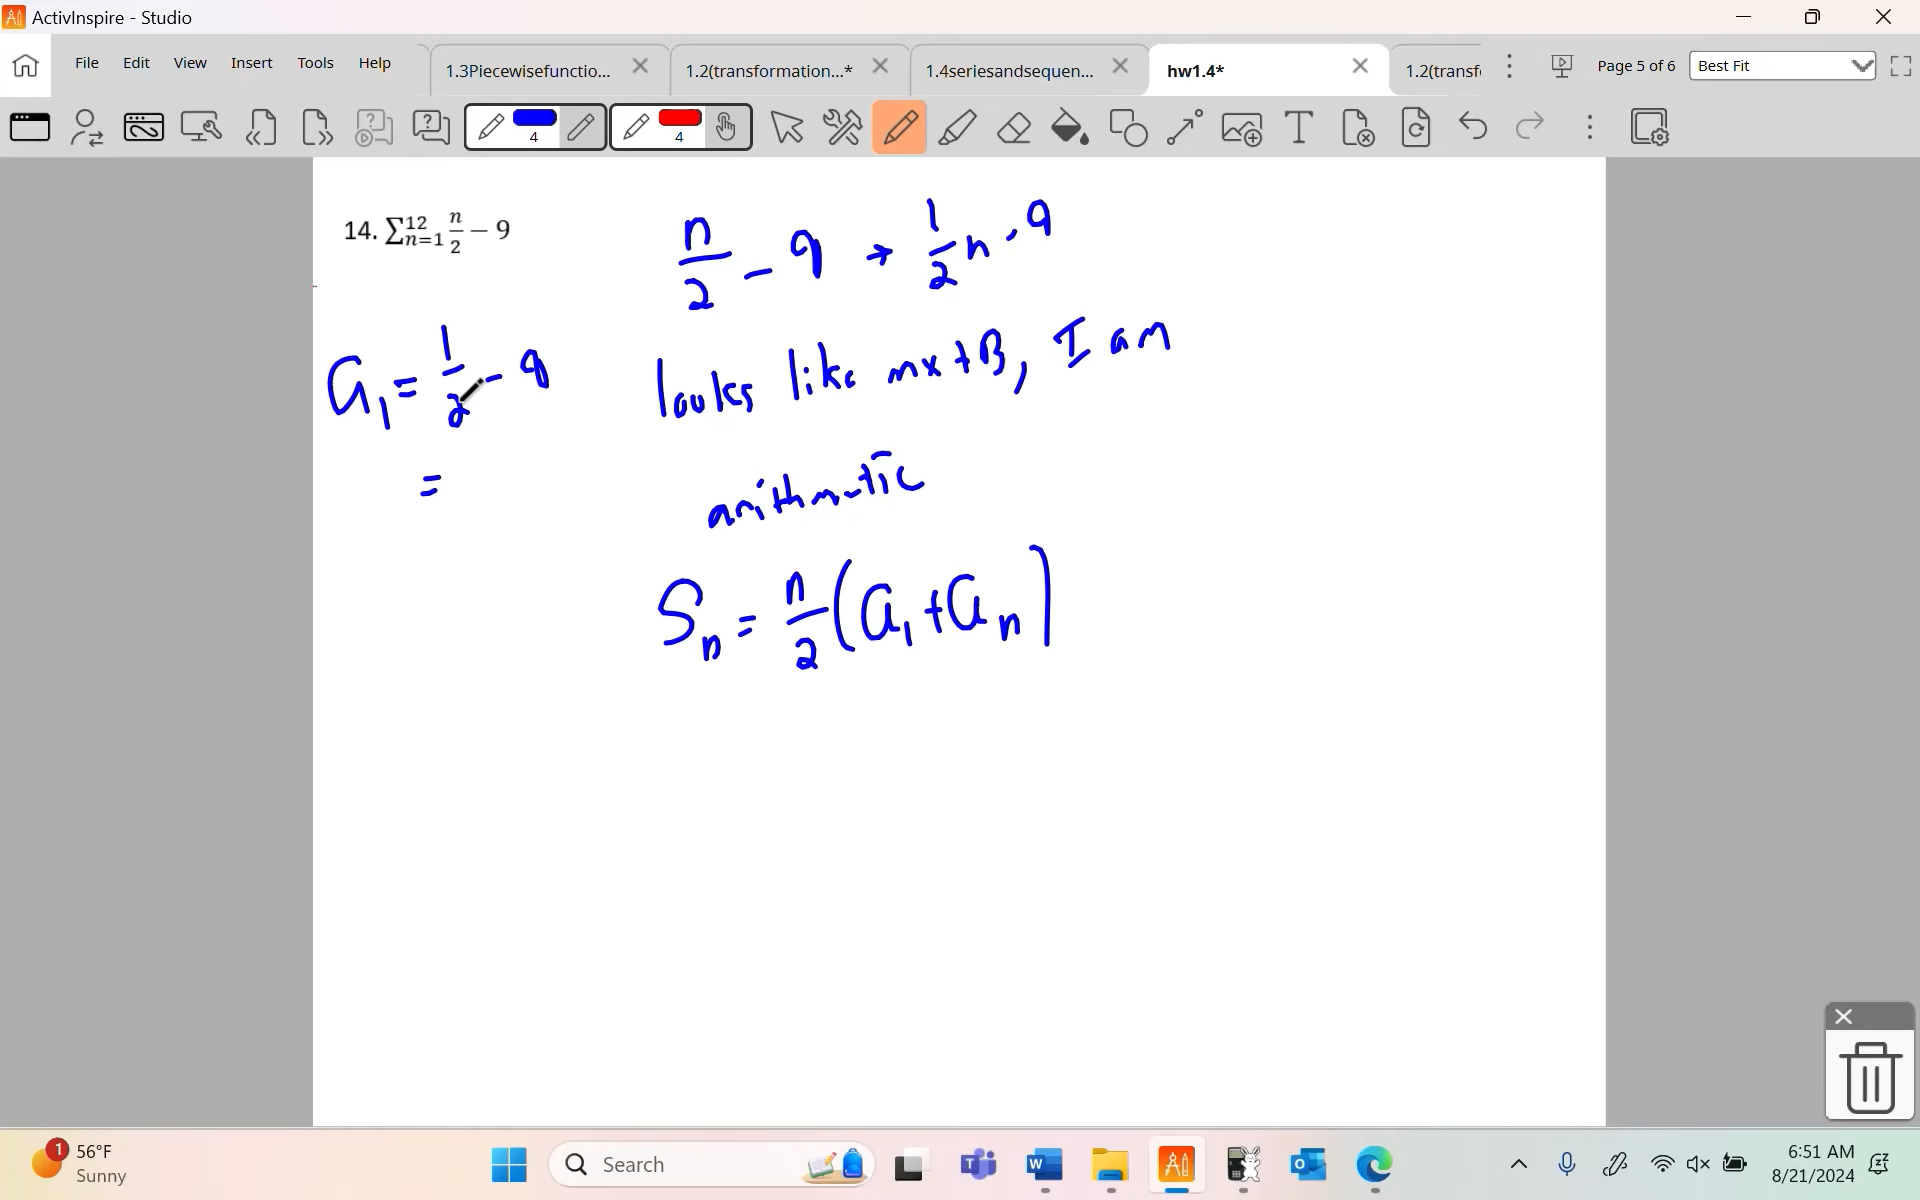 ActivInspire - Studio
File Edit View Insert Tools Help
1.3Piecewisefunctio... 1.2(transformation...* 1.4seriesandsequen... hw1.4* 1.2(transf
Page 5 of 6 Best Fit
4 4
14. ∑_{n=1}^{12} n/2 − 9
n/2 - 9 → 1/2 n - 9
a₁ = 1/2 - 9
looks like mx+B, I am
=
arithmetic
Sₙ = n/2 (a₁ + aₙ)
1 56°F
Sunny
Search
6:51 AM
8/21/2024